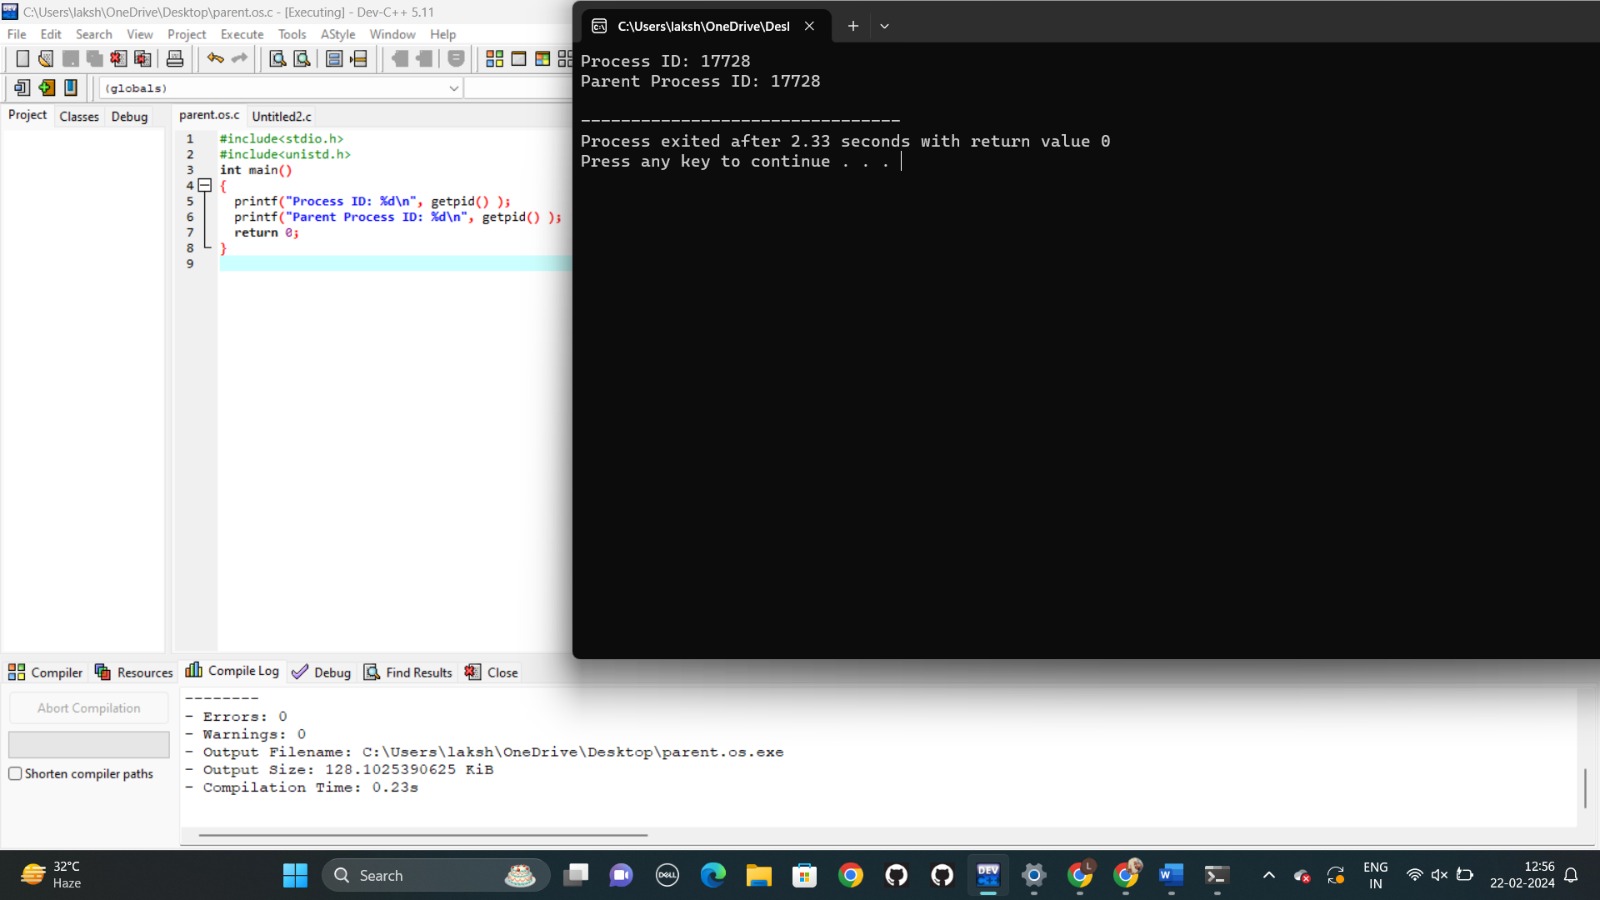 C:\Users\laksh\OneDrive\Desktop\parent.os.c - [Executing] - Dev-C++ 5.11
File Edit Search View Project Execute Tools AStyle Window Help
(globals)
Project Classes Debug
parent.os.c Untitled2.c
1 #include<stdio.h>
2 #include<unistd.h>
3 int main()
4 {
5 printf("Process ID: %d\n", getpid() );
6 printf("Parent Process ID: %d\n", getpid() );
7 return 0;
8 }
9
C:\Users\laksh\OneDrive\Desl
Process ID: 17728
Parent Process ID: 17728
--------------------------------
Process exited after 2.33 seconds with return value 0
Press any key to continue . . .
Compiler Resources Compile Log Debug Find Results Close
Abort Compilation
Shorten compiler paths
--------
- Errors: 0
- Warnings: 0
- Output Filename: C:\Users\laksh\OneDrive\Desktop\parent.os.exe
- Output Size: 128.1025390625 KiB
- Compilation Time: 0.23s
32°C
Haze
Search
DELL
DEV
C++
L
W
ENG
IN
12:56
22-02-2024